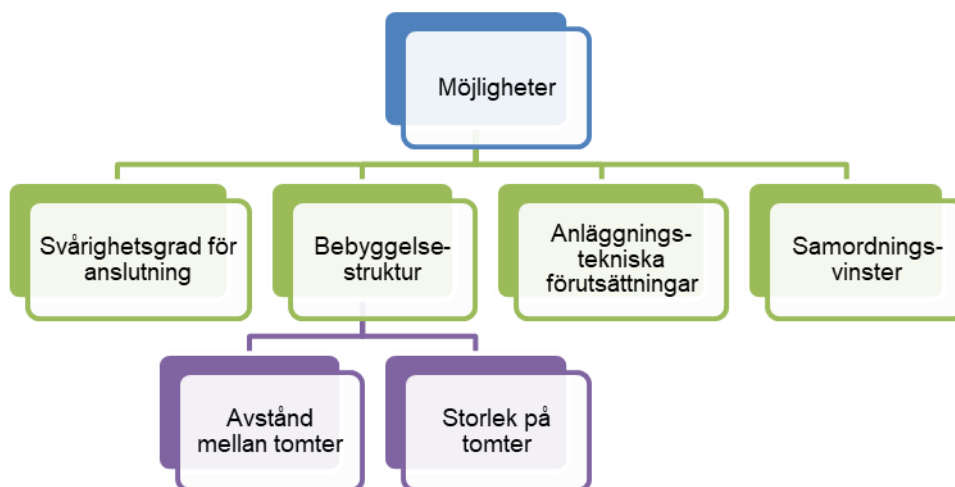 Möjligheter
Svårighetsgrad för
anslutning
Bebyggelse-
struktur
Anläggnings-
tekniska
förutsättningar
Samordnings-
vinster
Avstånd
mellan tomter
Storlek på
tomter